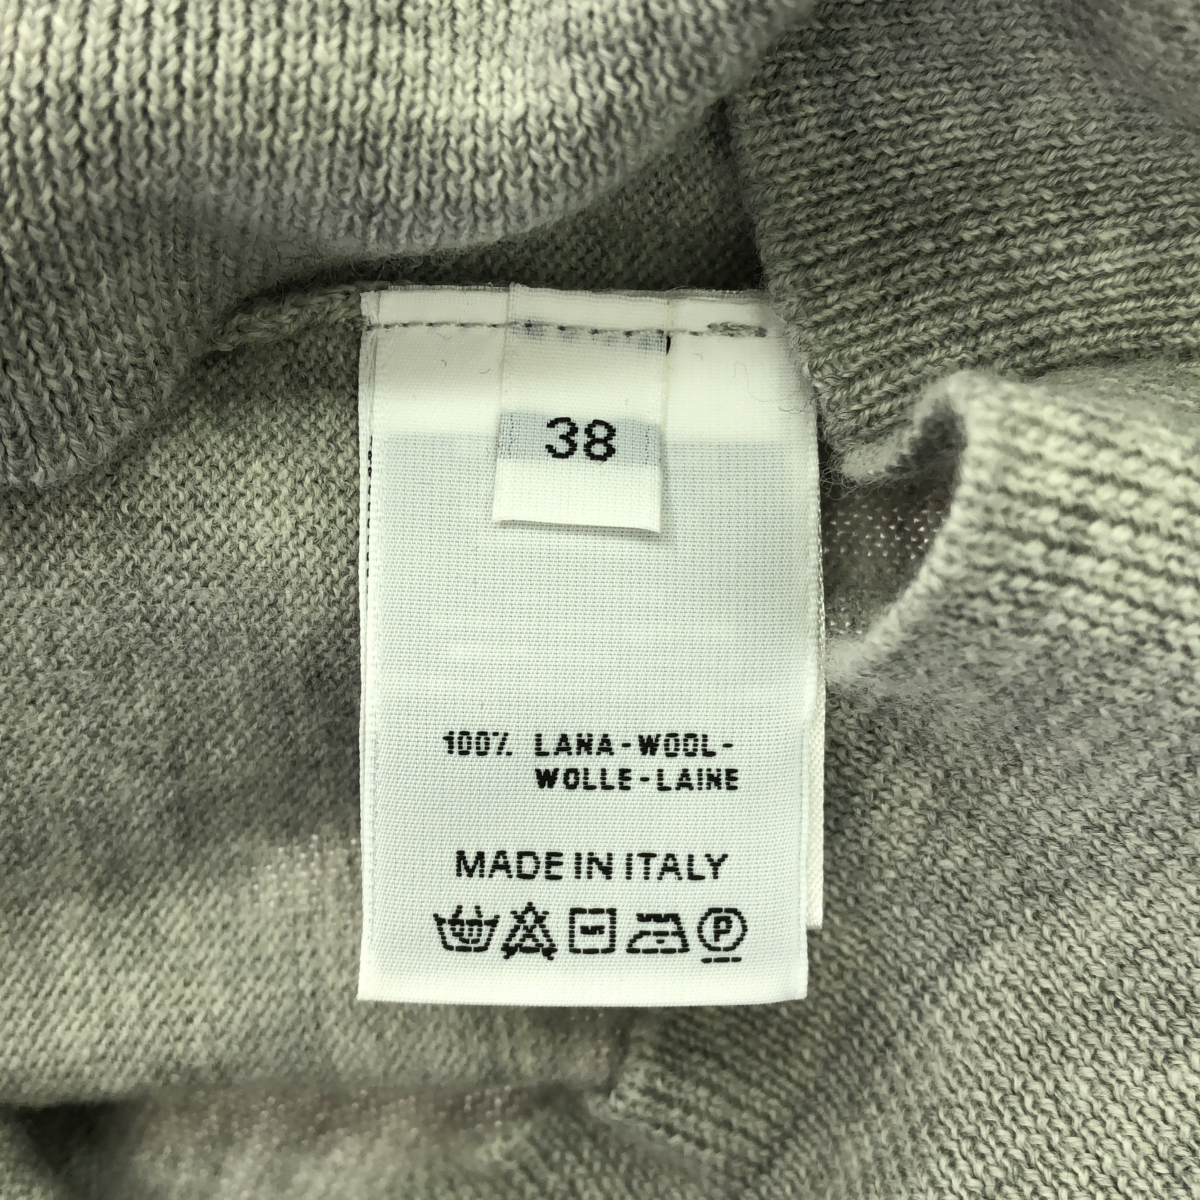 38
100% LANA-WOOL-
WOLLE-LAINE
MADE IN ITALY
P